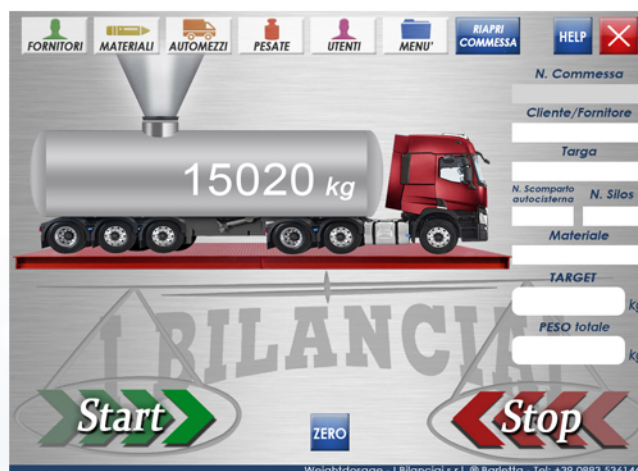 FORNITORI MATERIALI AUTOMEZZI PESATE UTENTI MENU' RIAPRI COMMESSA HELP
N. Commessa
Cliente/Fornitore
Targa
15020 kg
N. Scomparto autocisterna
N. Silos
Materiale
TARGET
kg
PESO totale
kg
I BILANCIAI
Start
ZERO
Stop
Weightdosage - I Bilanciai s.r.l. @ Barletta - Tel: +39 0883 53614